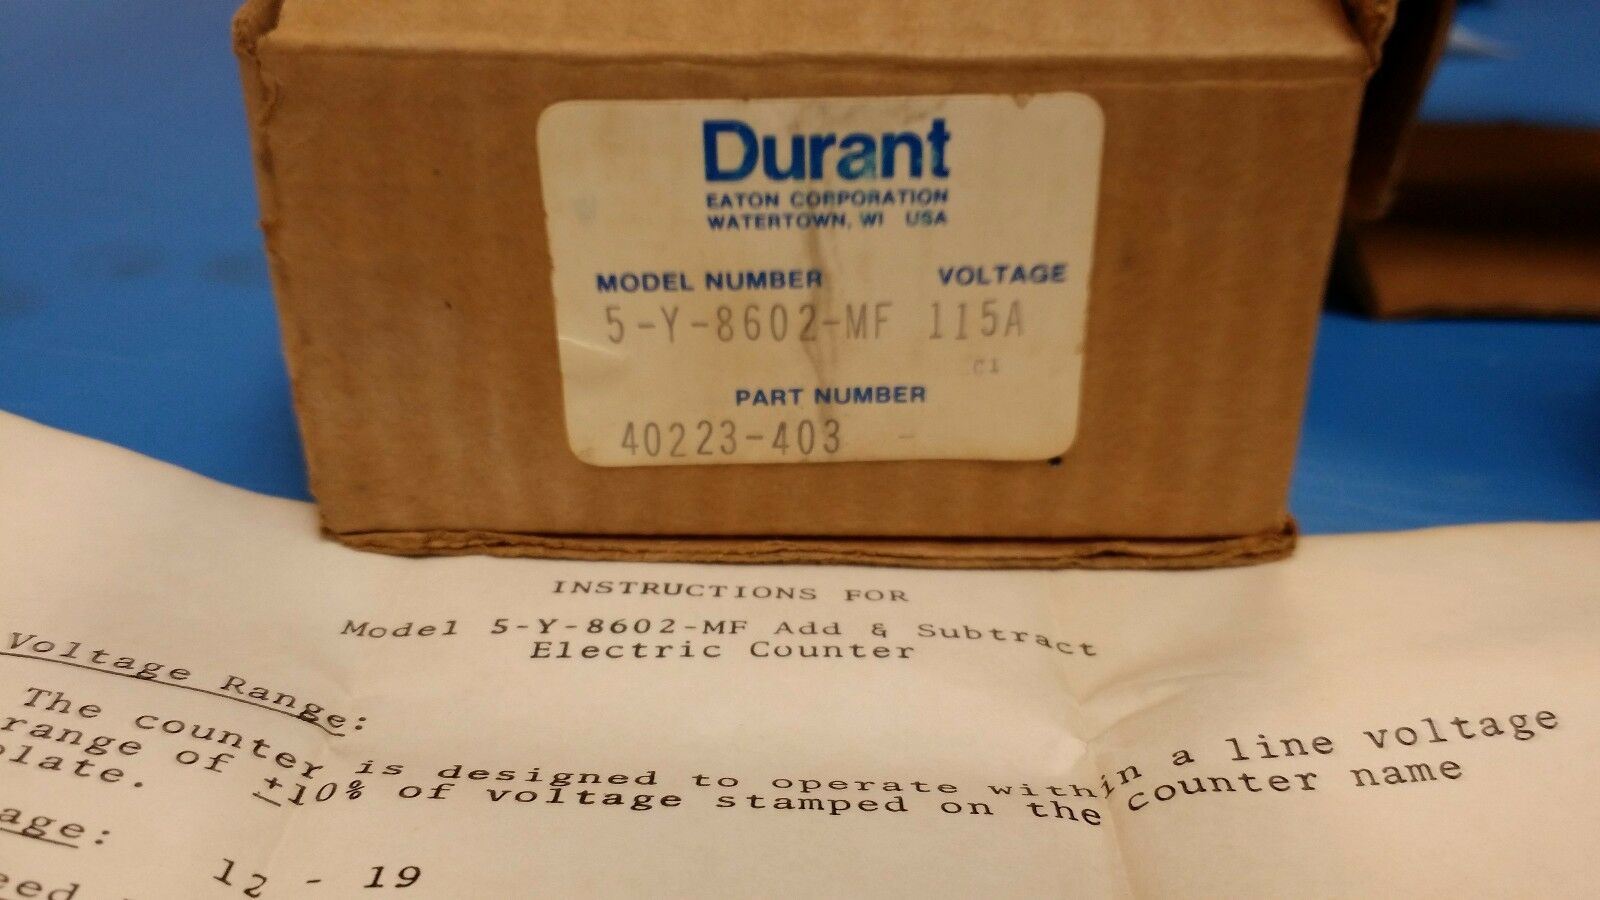 Durant
EATON CORPORATION
WATERTOWN, WI USA
MODEL NUMBER VOLTAGE
5-Y-8602-MF 115A
C1
PART NUMBER
40223-403 -
INSTRUCTIONS FOR
Model 5-Y-8602-MF Add & Subtract
Electric Counter
Voltage Range:
The counter is designed to operate within a line voltage
range of ±10% of voltage stamped on the counter name
plate.
age:
12 - 19
eed